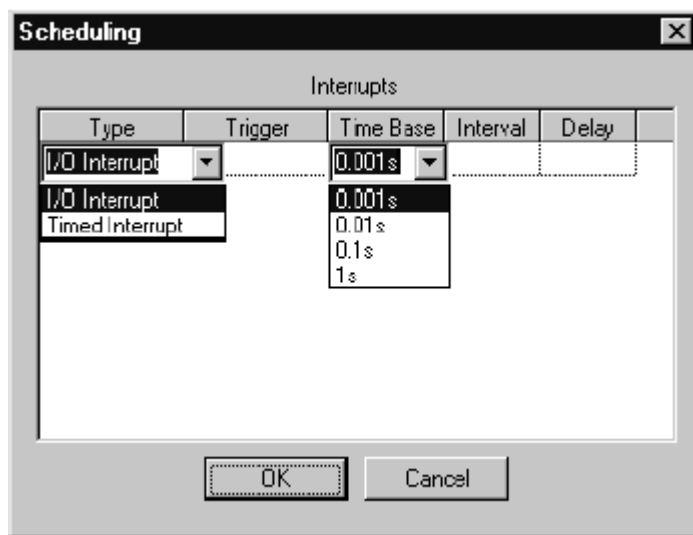 Scheduling
Interrupts
Type Trigger Time Base Interval Delay
I/O Interrupt 0.001s
I/O Interrupt 0.001s
Timed Interrupt 0.01s
0.1s
1s
OK Cancel